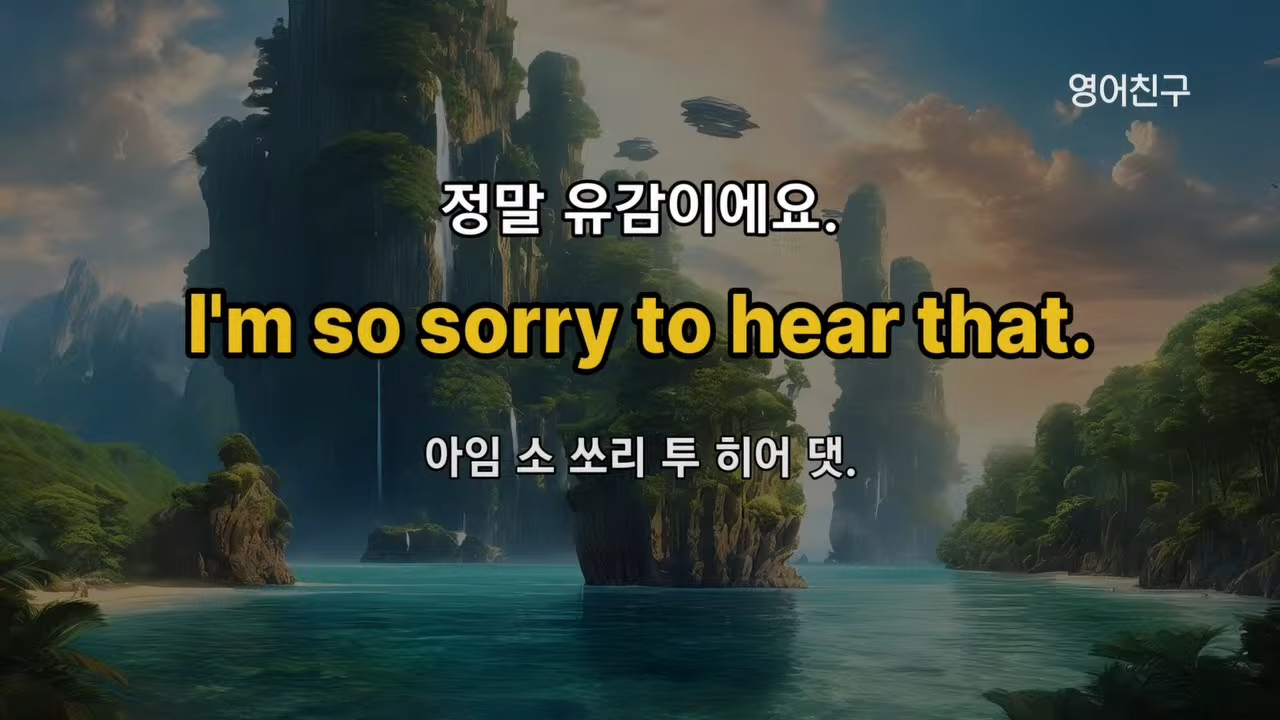 영어친구
정말 유감이에요.
I'm so sorry to hear that.
아임 소 쏘리 투 히어 댓.